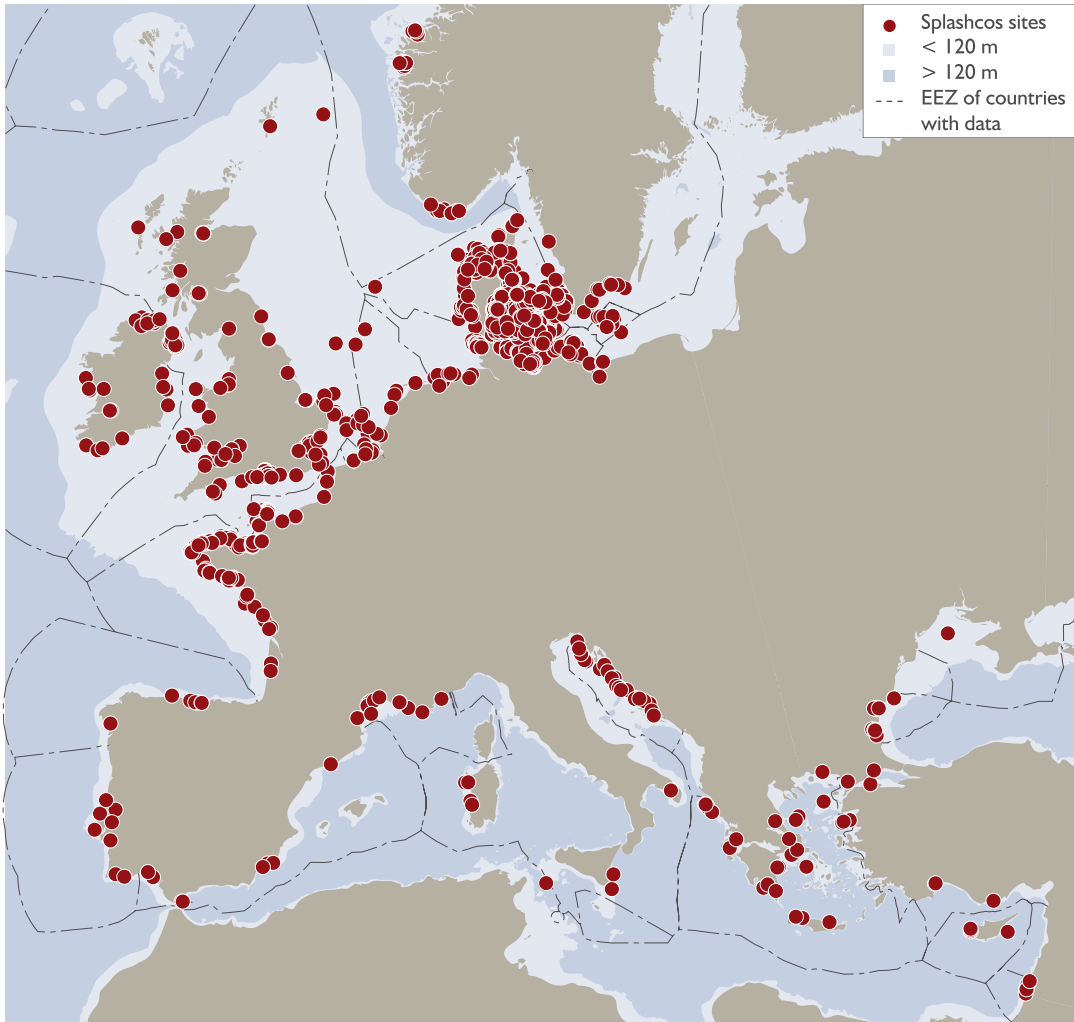 Splashcos sites
< 120 m
> 120 m
EEZ of countries
with data